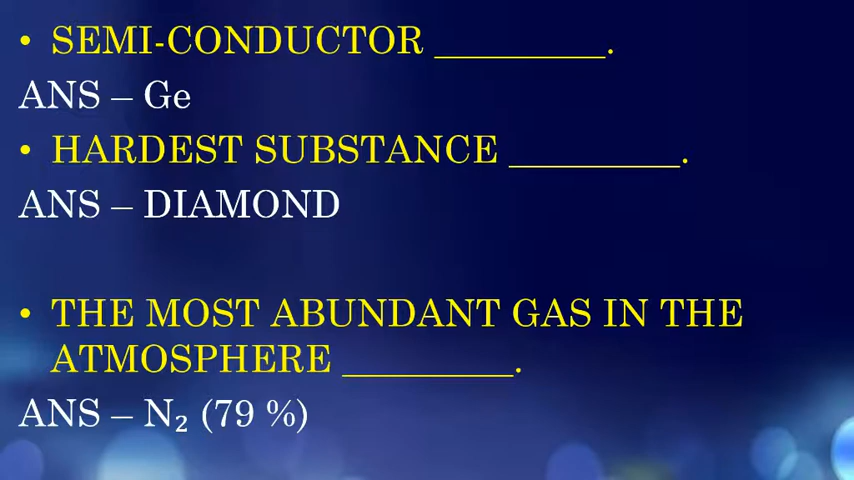 • SEMI-CONDUCTOR _________.
ANS – Ge
• HARDEST SUBSTANCE _________.
ANS – DIAMOND
• THE MOST ABUNDANT GAS IN THE
ATMOSPHERE _________.
ANS – N₂ (79 %)